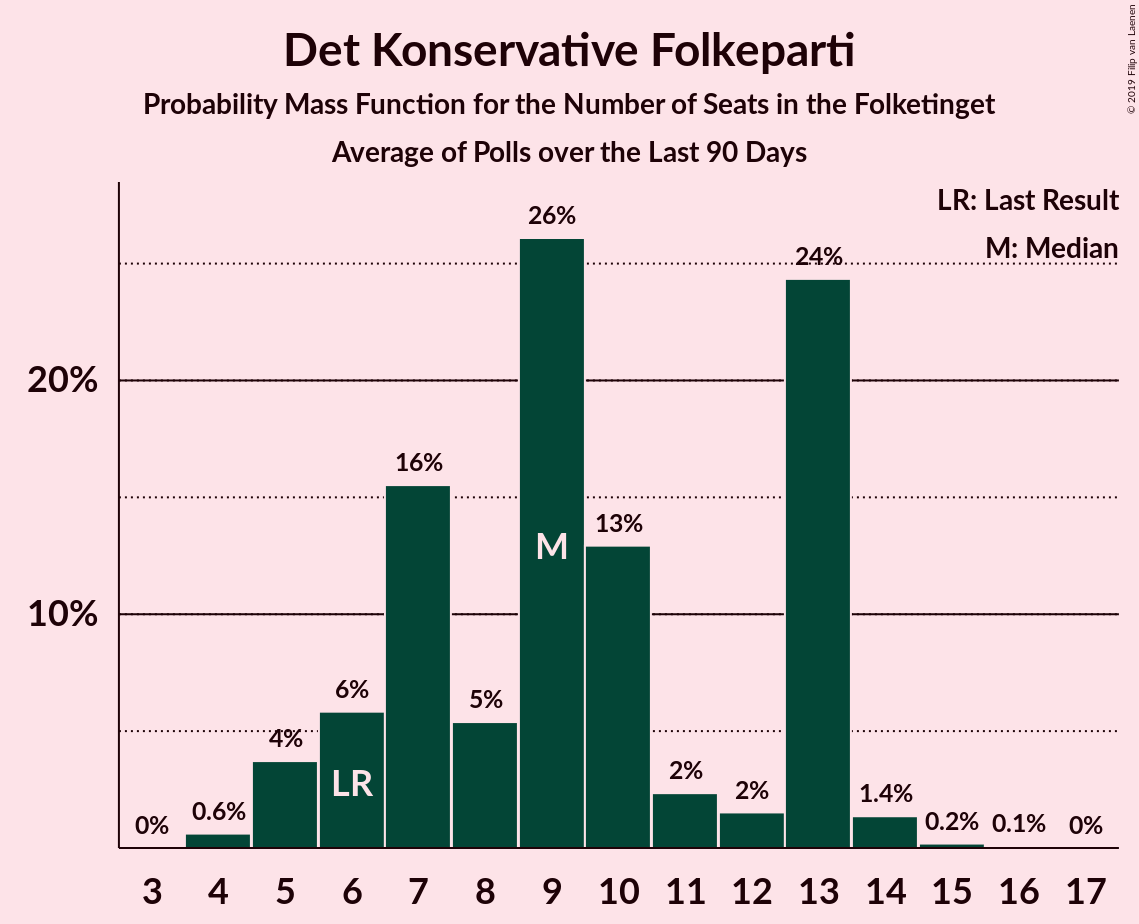 Det Konservative Folkeparti
Probability Mass Function for the Number of Seats in the Folketinget
Average of Polls over the Last 90 Days
© 2019 Filip van Laenen
LR: Last Result
M: Median
20%
10%
0%
0.6%
4%
6%
16%
5%
26%
13%
2%
2%
24%
1.4%
0.2%
0.1%
0%
LR
M
3 4 5 6 7 8 9 10 11 12 13 14 15 16 17